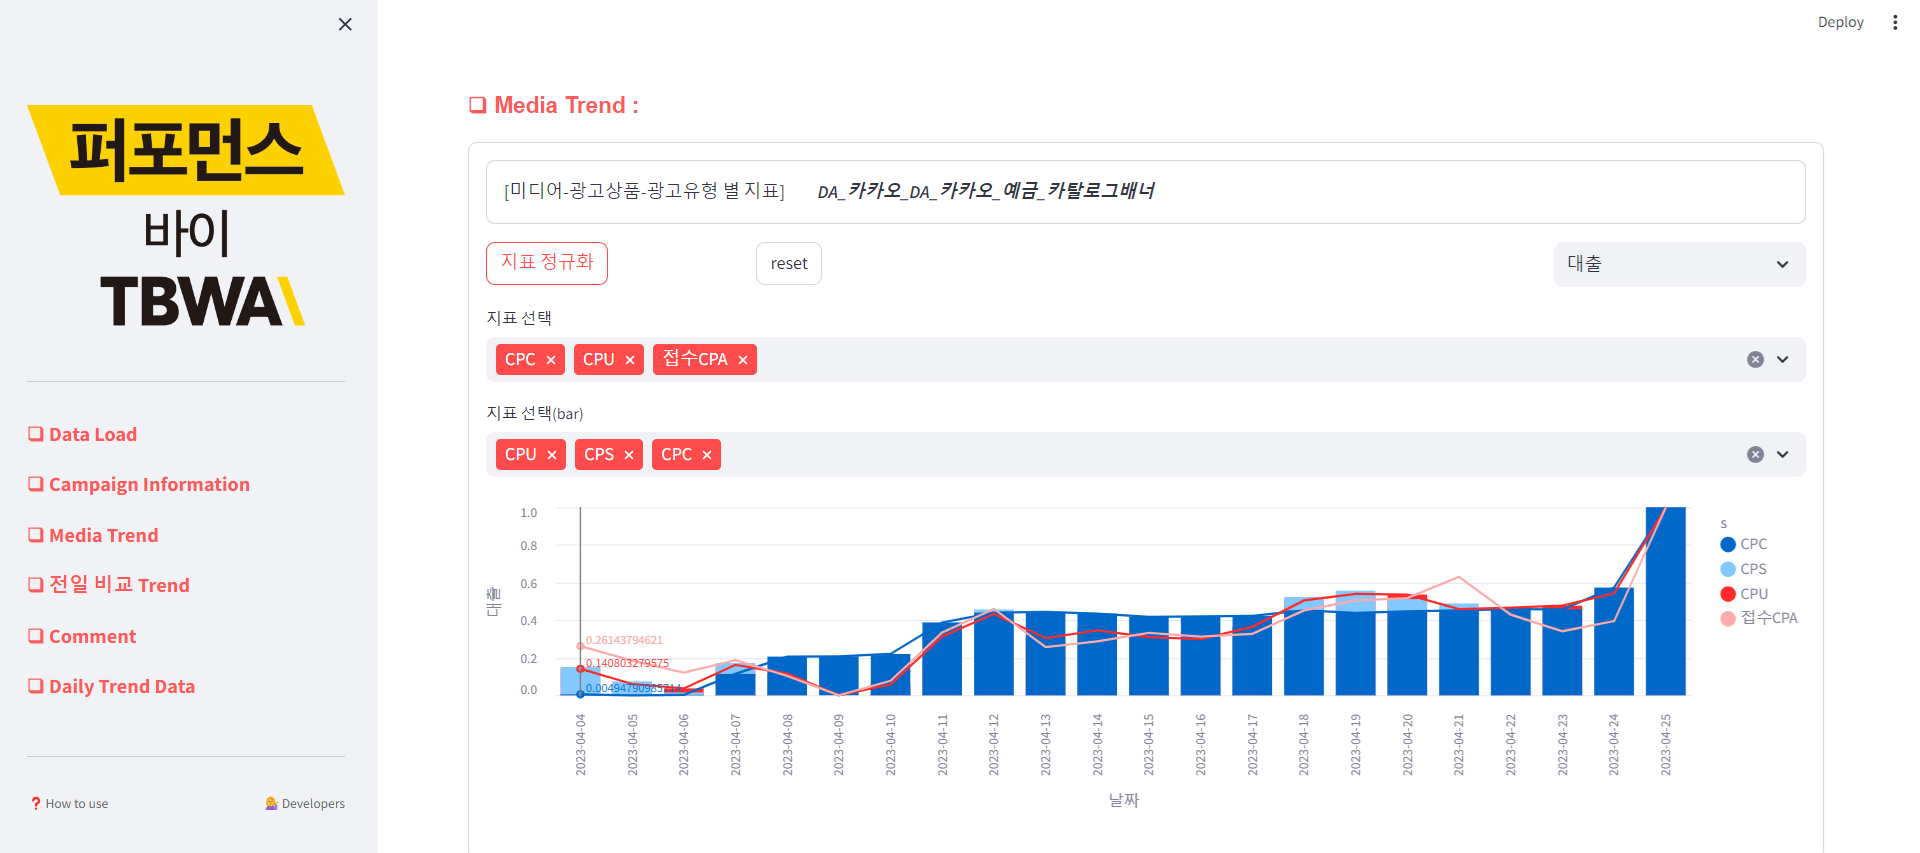 Deploy
퍼포먼스
바이
TBWA\
❏ Data Load
❏ Campaign Information
❏ Media Trend
❏ 전일 비교 Trend
❏ Comment
❏ Daily Trend Data
❓ How to use
💁 Developers
❏ Media Trend :
[미디어-광고상품-광고유형 별 지표] DA_카카오_DA_카카오_예금_카탈로그배너
지표 정규화
reset
대출
지표 선택
CPC
CPU
접수CPA
지표 선택(bar)
CPU
CPS
CPC
1.0
0.8
0.6
0.4
0.2
0.0
대출
0.26143794621
0.140803279575
0.00494790985714
2023-04-04
2023-04-05
2023-04-06
2023-04-07
2023-04-08
2023-04-09
2023-04-10
2023-04-11
2023-04-12
2023-04-13
2023-04-14
2023-04-15
2023-04-16
2023-04-17
2023-04-18
2023-04-19
2023-04-20
2023-04-21
2023-04-22
2023-04-23
2023-04-24
2023-04-25
날짜
s
CPC
CPS
CPU
접수CPA